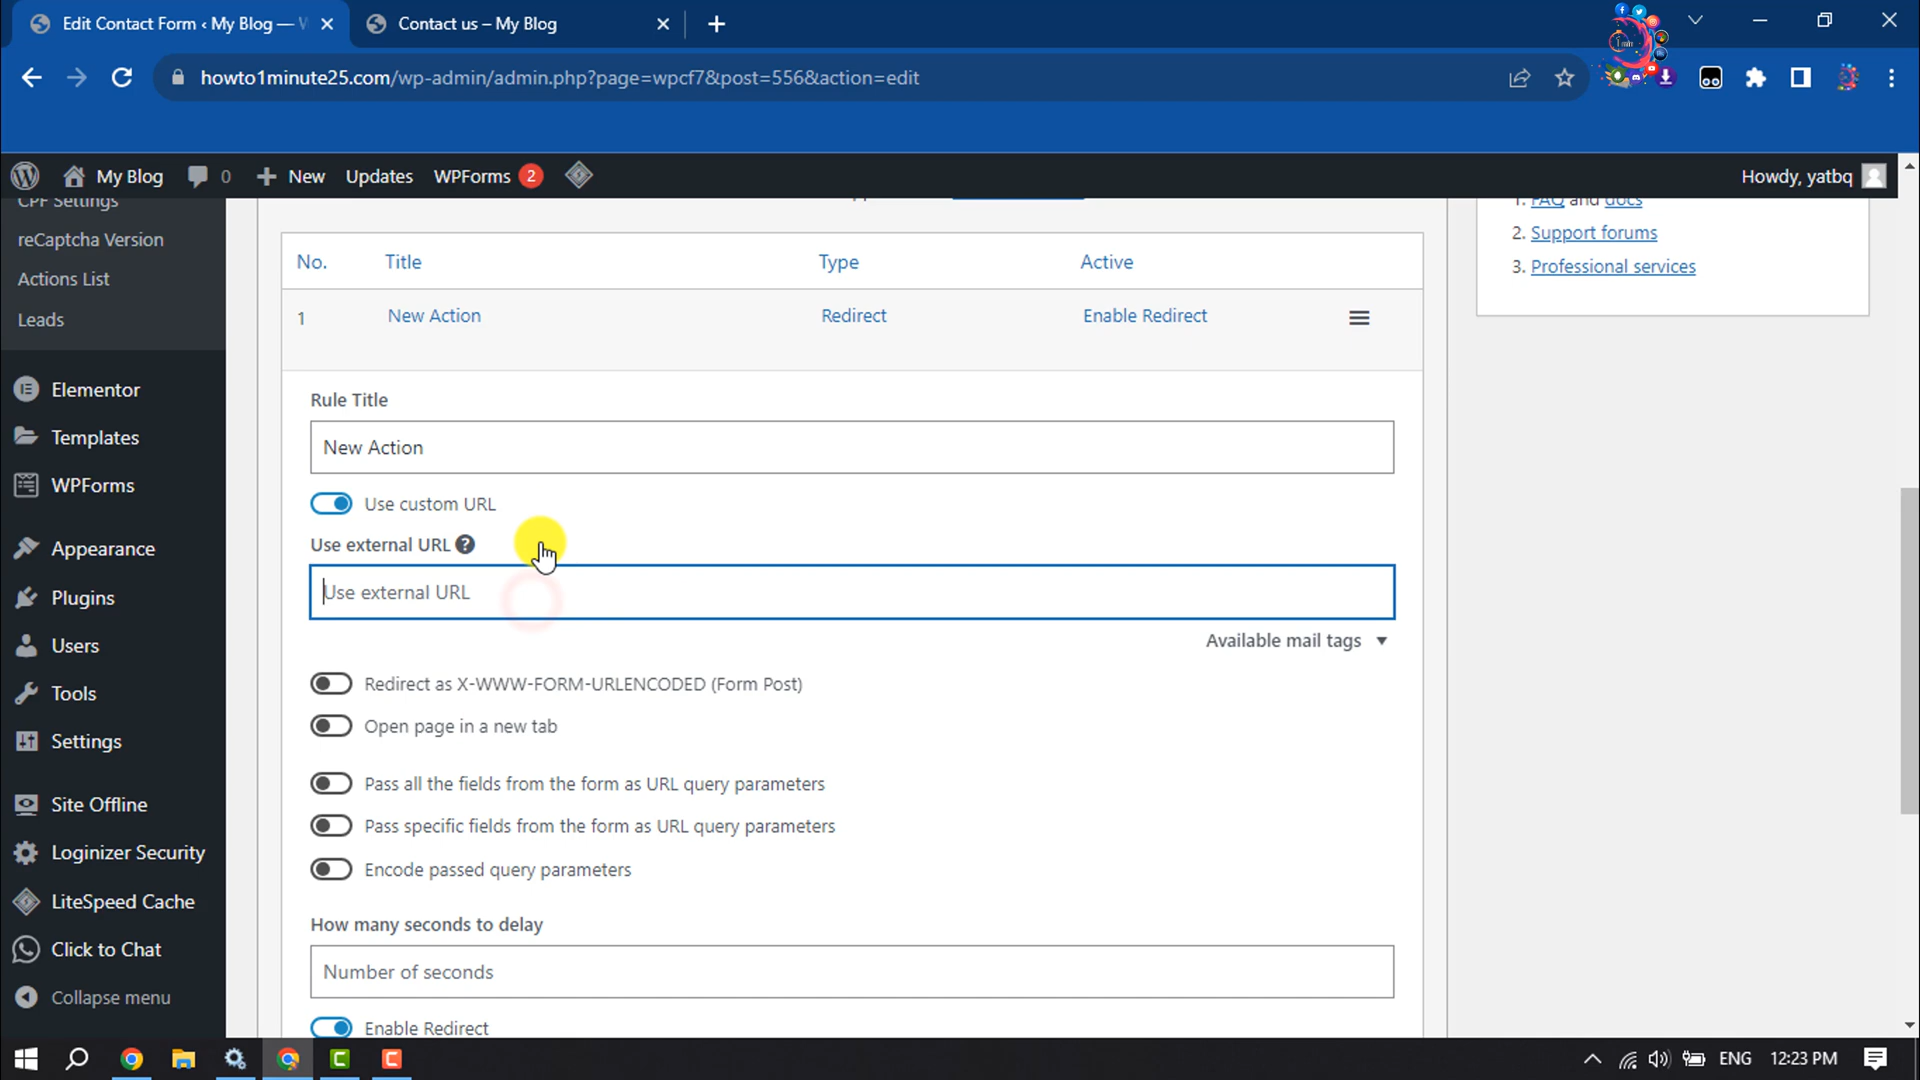 Edit Contact Form ‹ My Blog — W
Contact us – My Blog
howto1minute25.com/wp-admin/admin.php?page=wpcf7&post=556&action=edit
My Blog
0
New
Updates
WPForms 2
Howdy, yatbq
CPF Settings
reCaptcha Version
Actions List
Leads
Elementor
Templates
WPForms
Appearance
Plugins
Users
Tools
Settings
Site Offline
Loginizer Security
LiteSpeed Cache
Click to Chat
Collapse menu
No. Title Type Active
1 New Action Redirect Enable Redirect
Rule Title
New Action
Use custom URL
Use external URL ?
Use external URL
Available mail tags
Redirect as X-WWW-FORM-URLENCODED (Form Post)
Open page in a new tab
Pass all the fields from the form as URL query parameters
Pass specific fields from the form as URL query parameters
Encode passed query parameters
How many seconds to delay
Number of seconds
Enable Redirect
1. FAQ and docs
2. Support forums
3. Professional services
ENG 12:23 PM